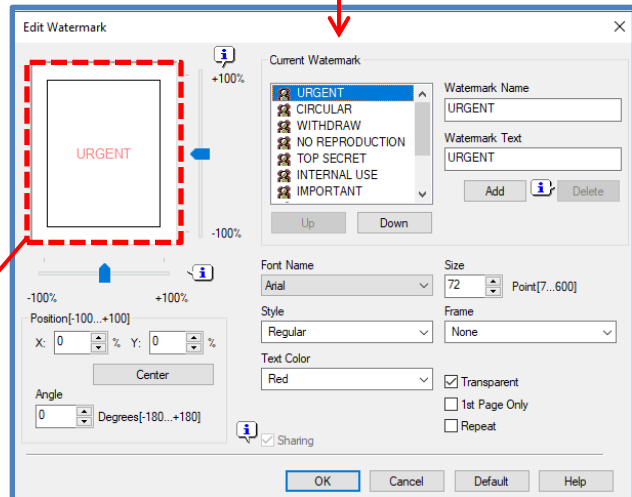 Edit Watermark
+100%
URGENT
-100%
-100% +100%
Position[-100...+100]
X: 0 % Y: 0 %
Center
Angle
0 Degrees[-180...+180]
Current Watermark
URGENT
CIRCULAR
WITHDRAW
NO REPRODUCTION
TOP SECRET
INTERNAL USE
IMPORTANT
Up Down
Watermark Name
URGENT
Watermark Text
URGENT
Add Delete
Font Name
Arial
Size
72 Point[7...600]
Style
Regular
Frame
None
Text Color
Red
Transparent
1st Page Only
Repeat
Sharing
OK Cancel Default Help